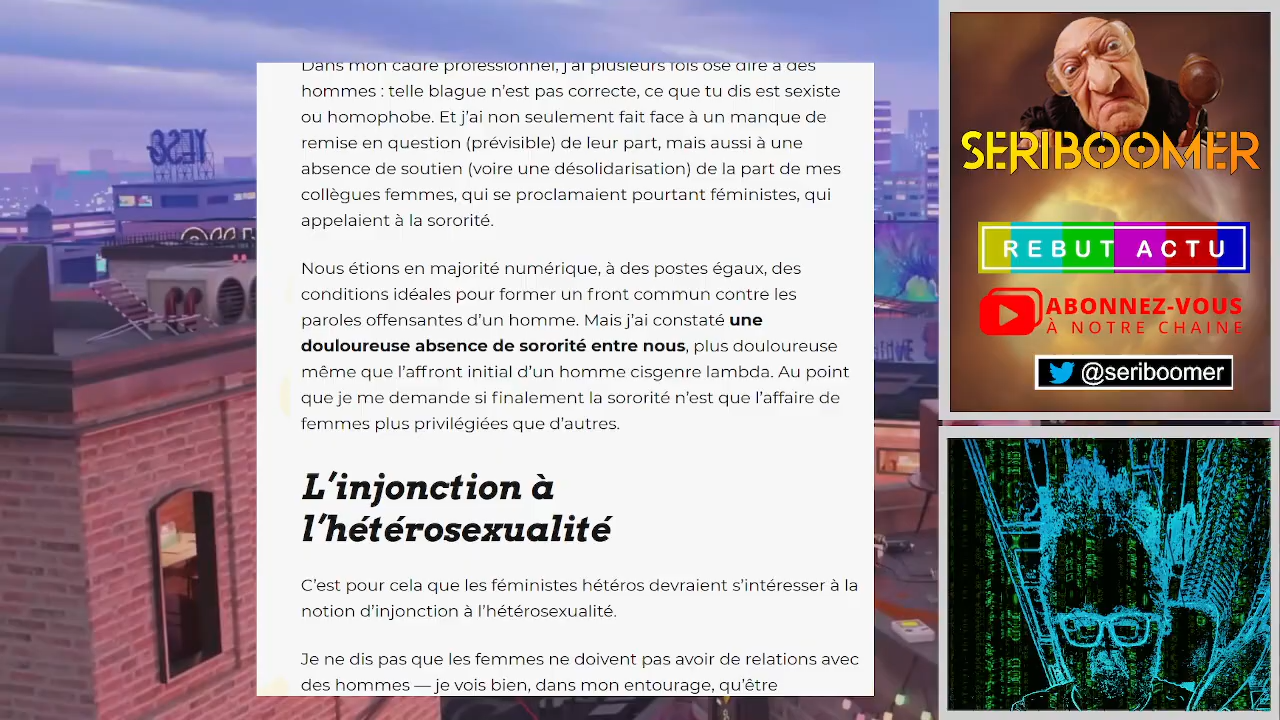 Dans mon cadre professionnel, j'ai plusieurs fois osé dire à des
hommes : telle blague n'est pas correcte, ce que tu dis est sexiste
ou homophobe. Et j'ai non seulement fait face à un manque de
remise en question (prévisible) de leur part, mais aussi à une
absence de soutien (voire une désolidarisation) de la part de mes
collègues femmes, qui se proclamaient pourtant féministes, qui
appelaient à la sororité.
Nous étions en majorité numérique, à des postes égaux, des
conditions idéales pour former un front commun contre les
paroles offensantes d'un homme. Mais j'ai constaté une
douloureuse absence de sororité entre nous, plus douloureuse
même que l'affront initial d'un homme cisgenre lambda. Au point
que je me demande si finalement la sororité n'est que l'affaire de
femmes plus privilégiées que d'autres.
L'injonction à
l'hétérosexualité
C'est pour cela que les féministes hétéros devraient s'intéresser à la
notion d'injonction à l'hétérosexualité.
Je ne dis pas que les femmes ne doivent pas avoir de relations avec
des hommes — je vois bien, dans mon entourage, qu'être
SERIBOOMER
REBUT ACTU
ABONNEZ-VOUS
À NOTRE CHAINE
@seriboomer